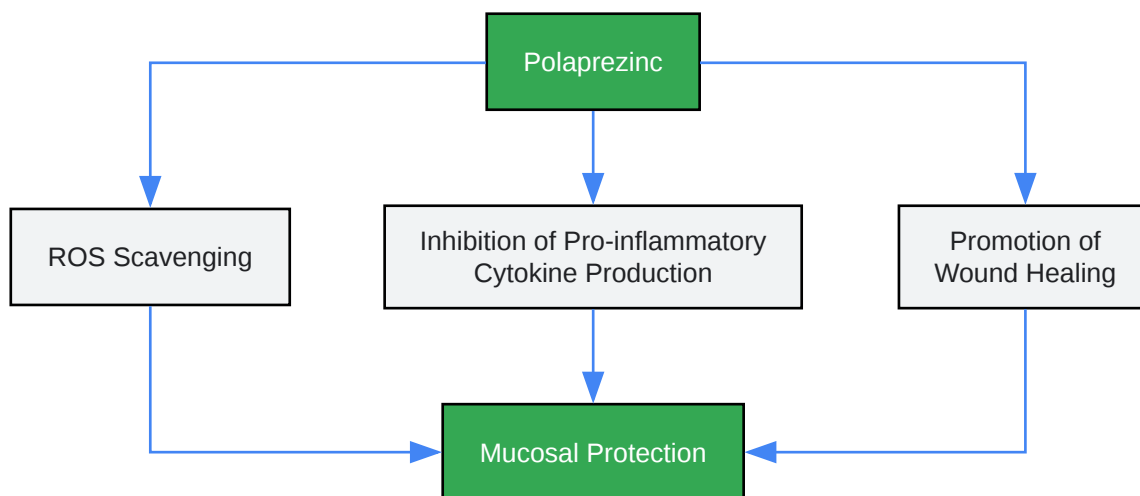 Polaprezinc
ROS Scavenging
Inhibition of Pro-inflammatory
Cytokine Production
Promotion of
Wound Healing
Mucosal Protection